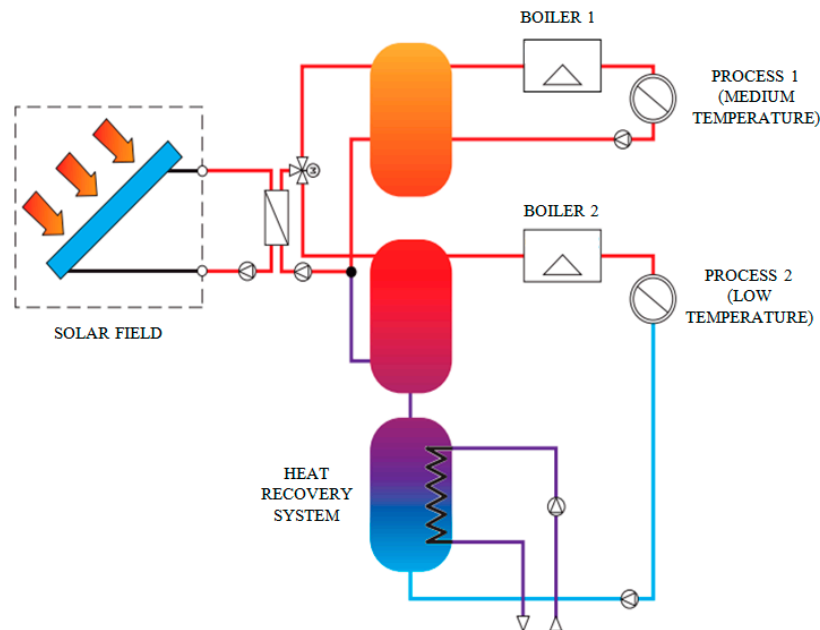 BOILER 1
PROCESS 1
(MEDIUM
TEMPERATURE)
M
BOILER 2
PROCESS 2
(LOW
TEMPERATURE)
SOLAR FIELD
HEAT
RECOVERY
SYSTEM